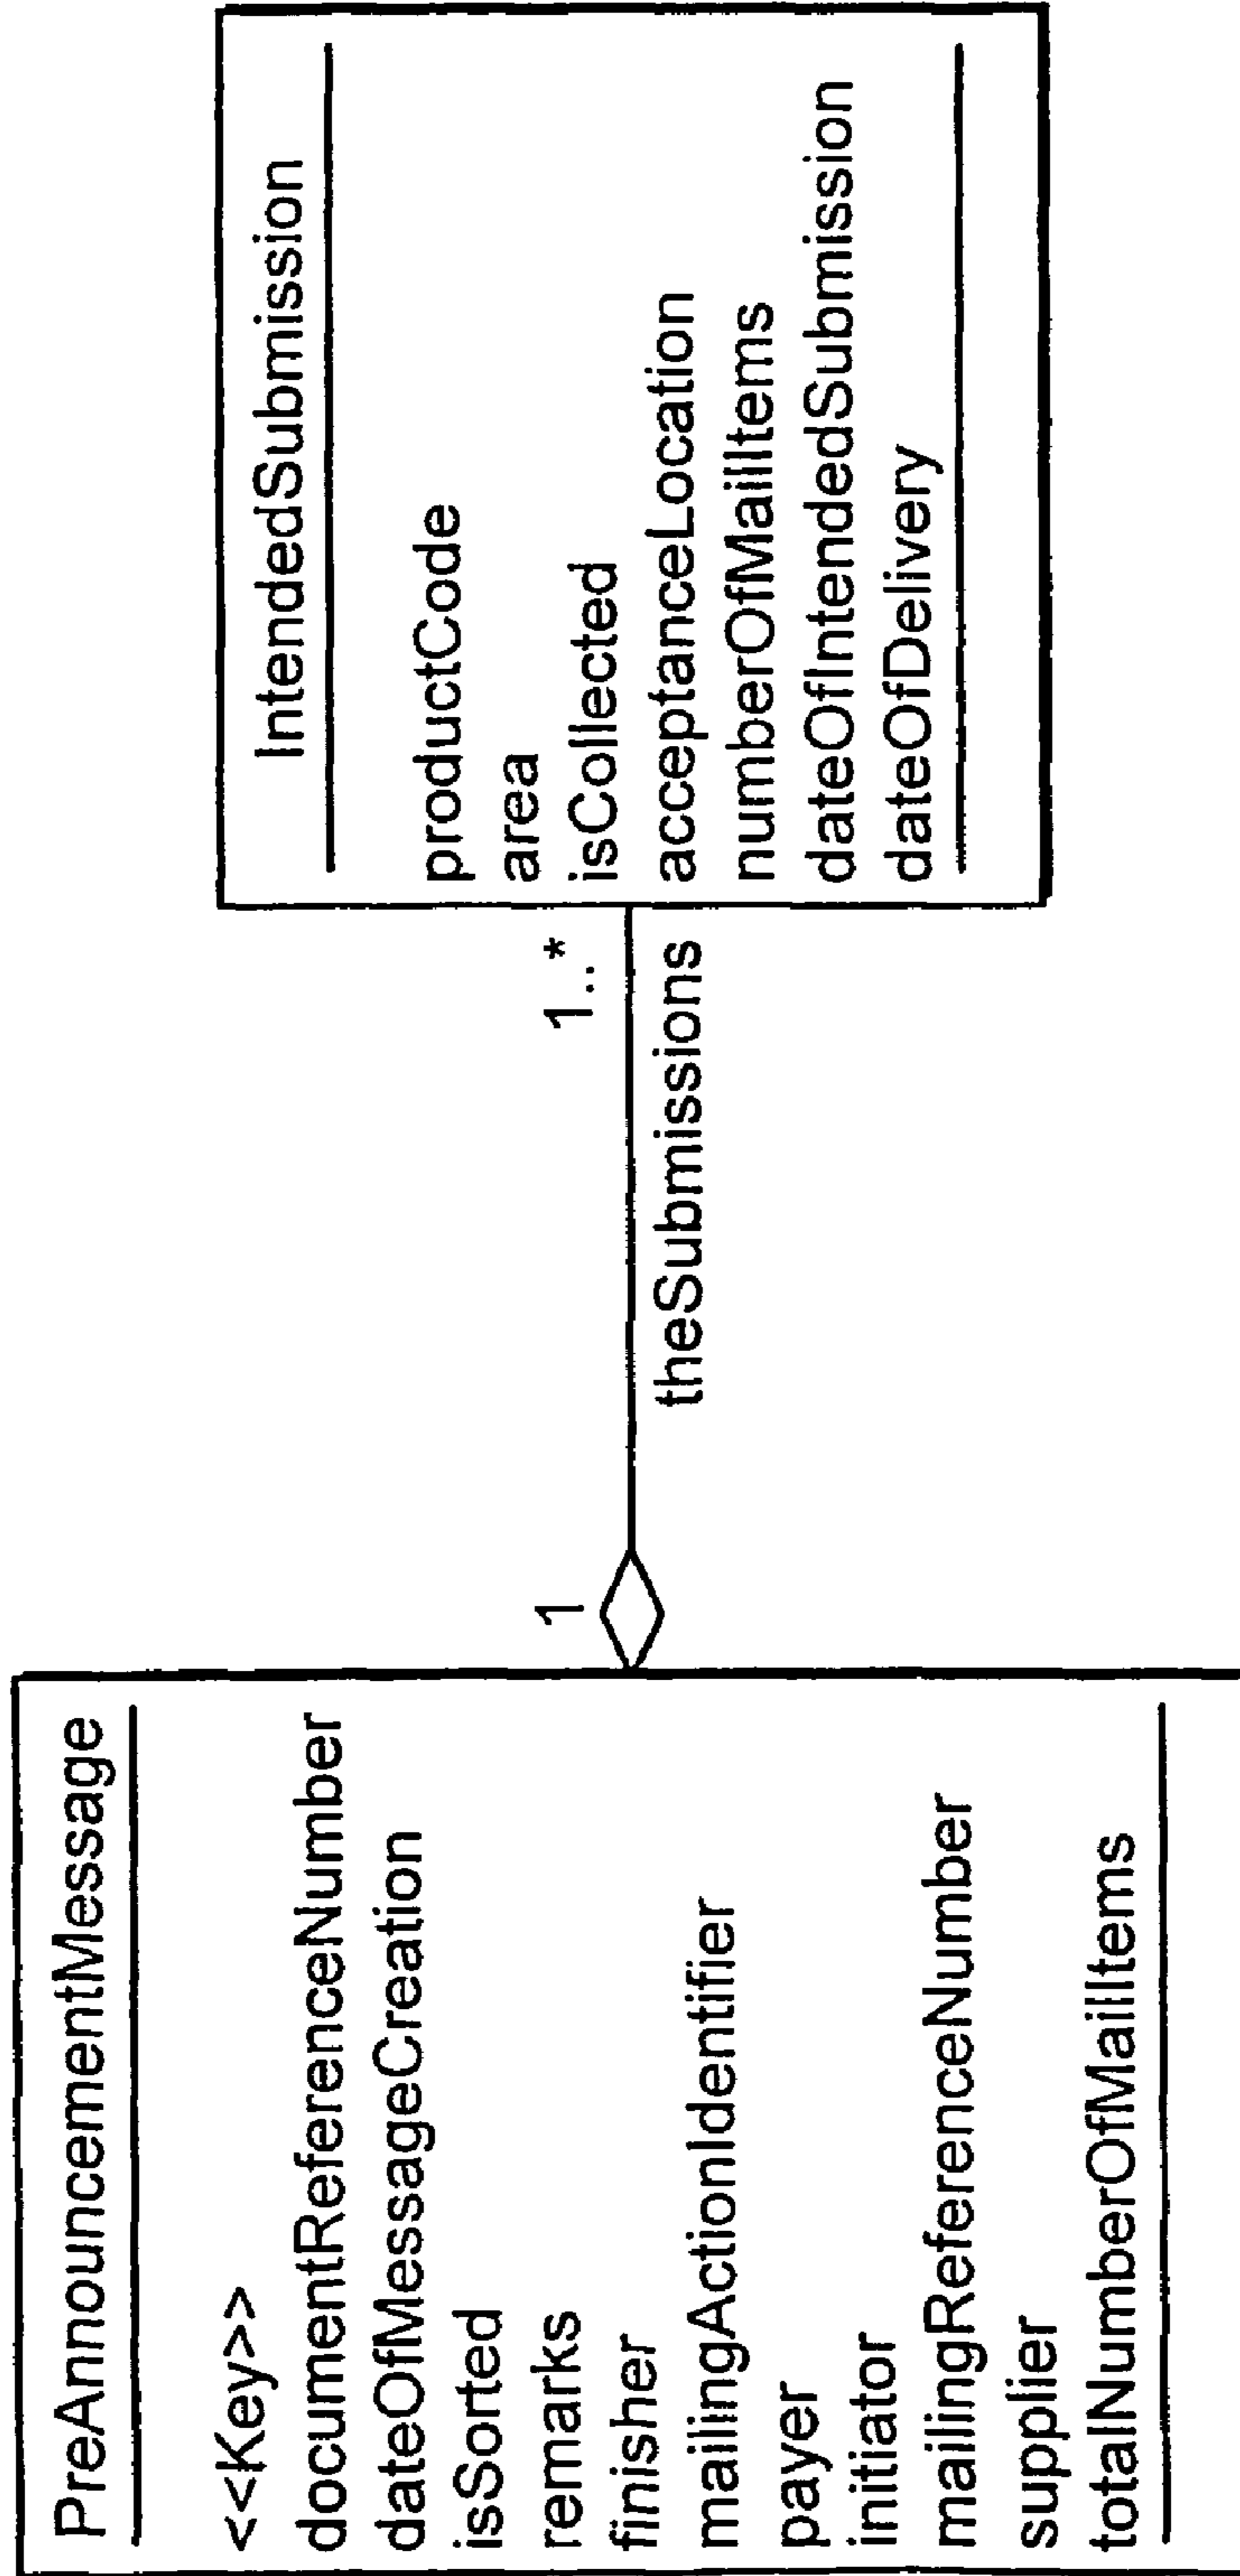 PreAnnouncementMessage
<<Key>>
documentReferenceNumber
dateOfMessageCreation
isSorted
remarks
finisher
mailingActionIdentifier
payer
initiator
mailingReferenceNumber
supplier
totalNumberOfMailItems
1
1..*
theSubmissions
IntendedSubmission
productCode
area
isCollected
acceptanceLocation
numberOfMailItems
dateOfIntendedSubmission
dateOfDelivery